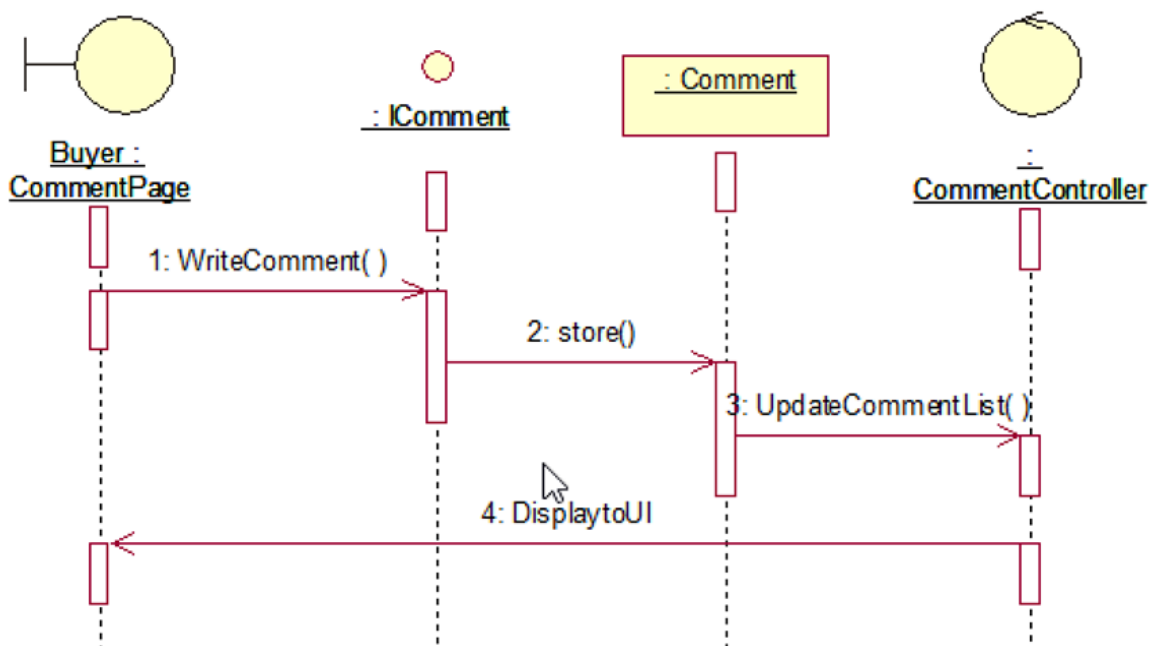 : IComment
: Comment
Buyer :
CommentPage
:
CommentController
1: WriteComment( )
2: store()
3: UpdateCommentList( )
4: DisplaytoUI